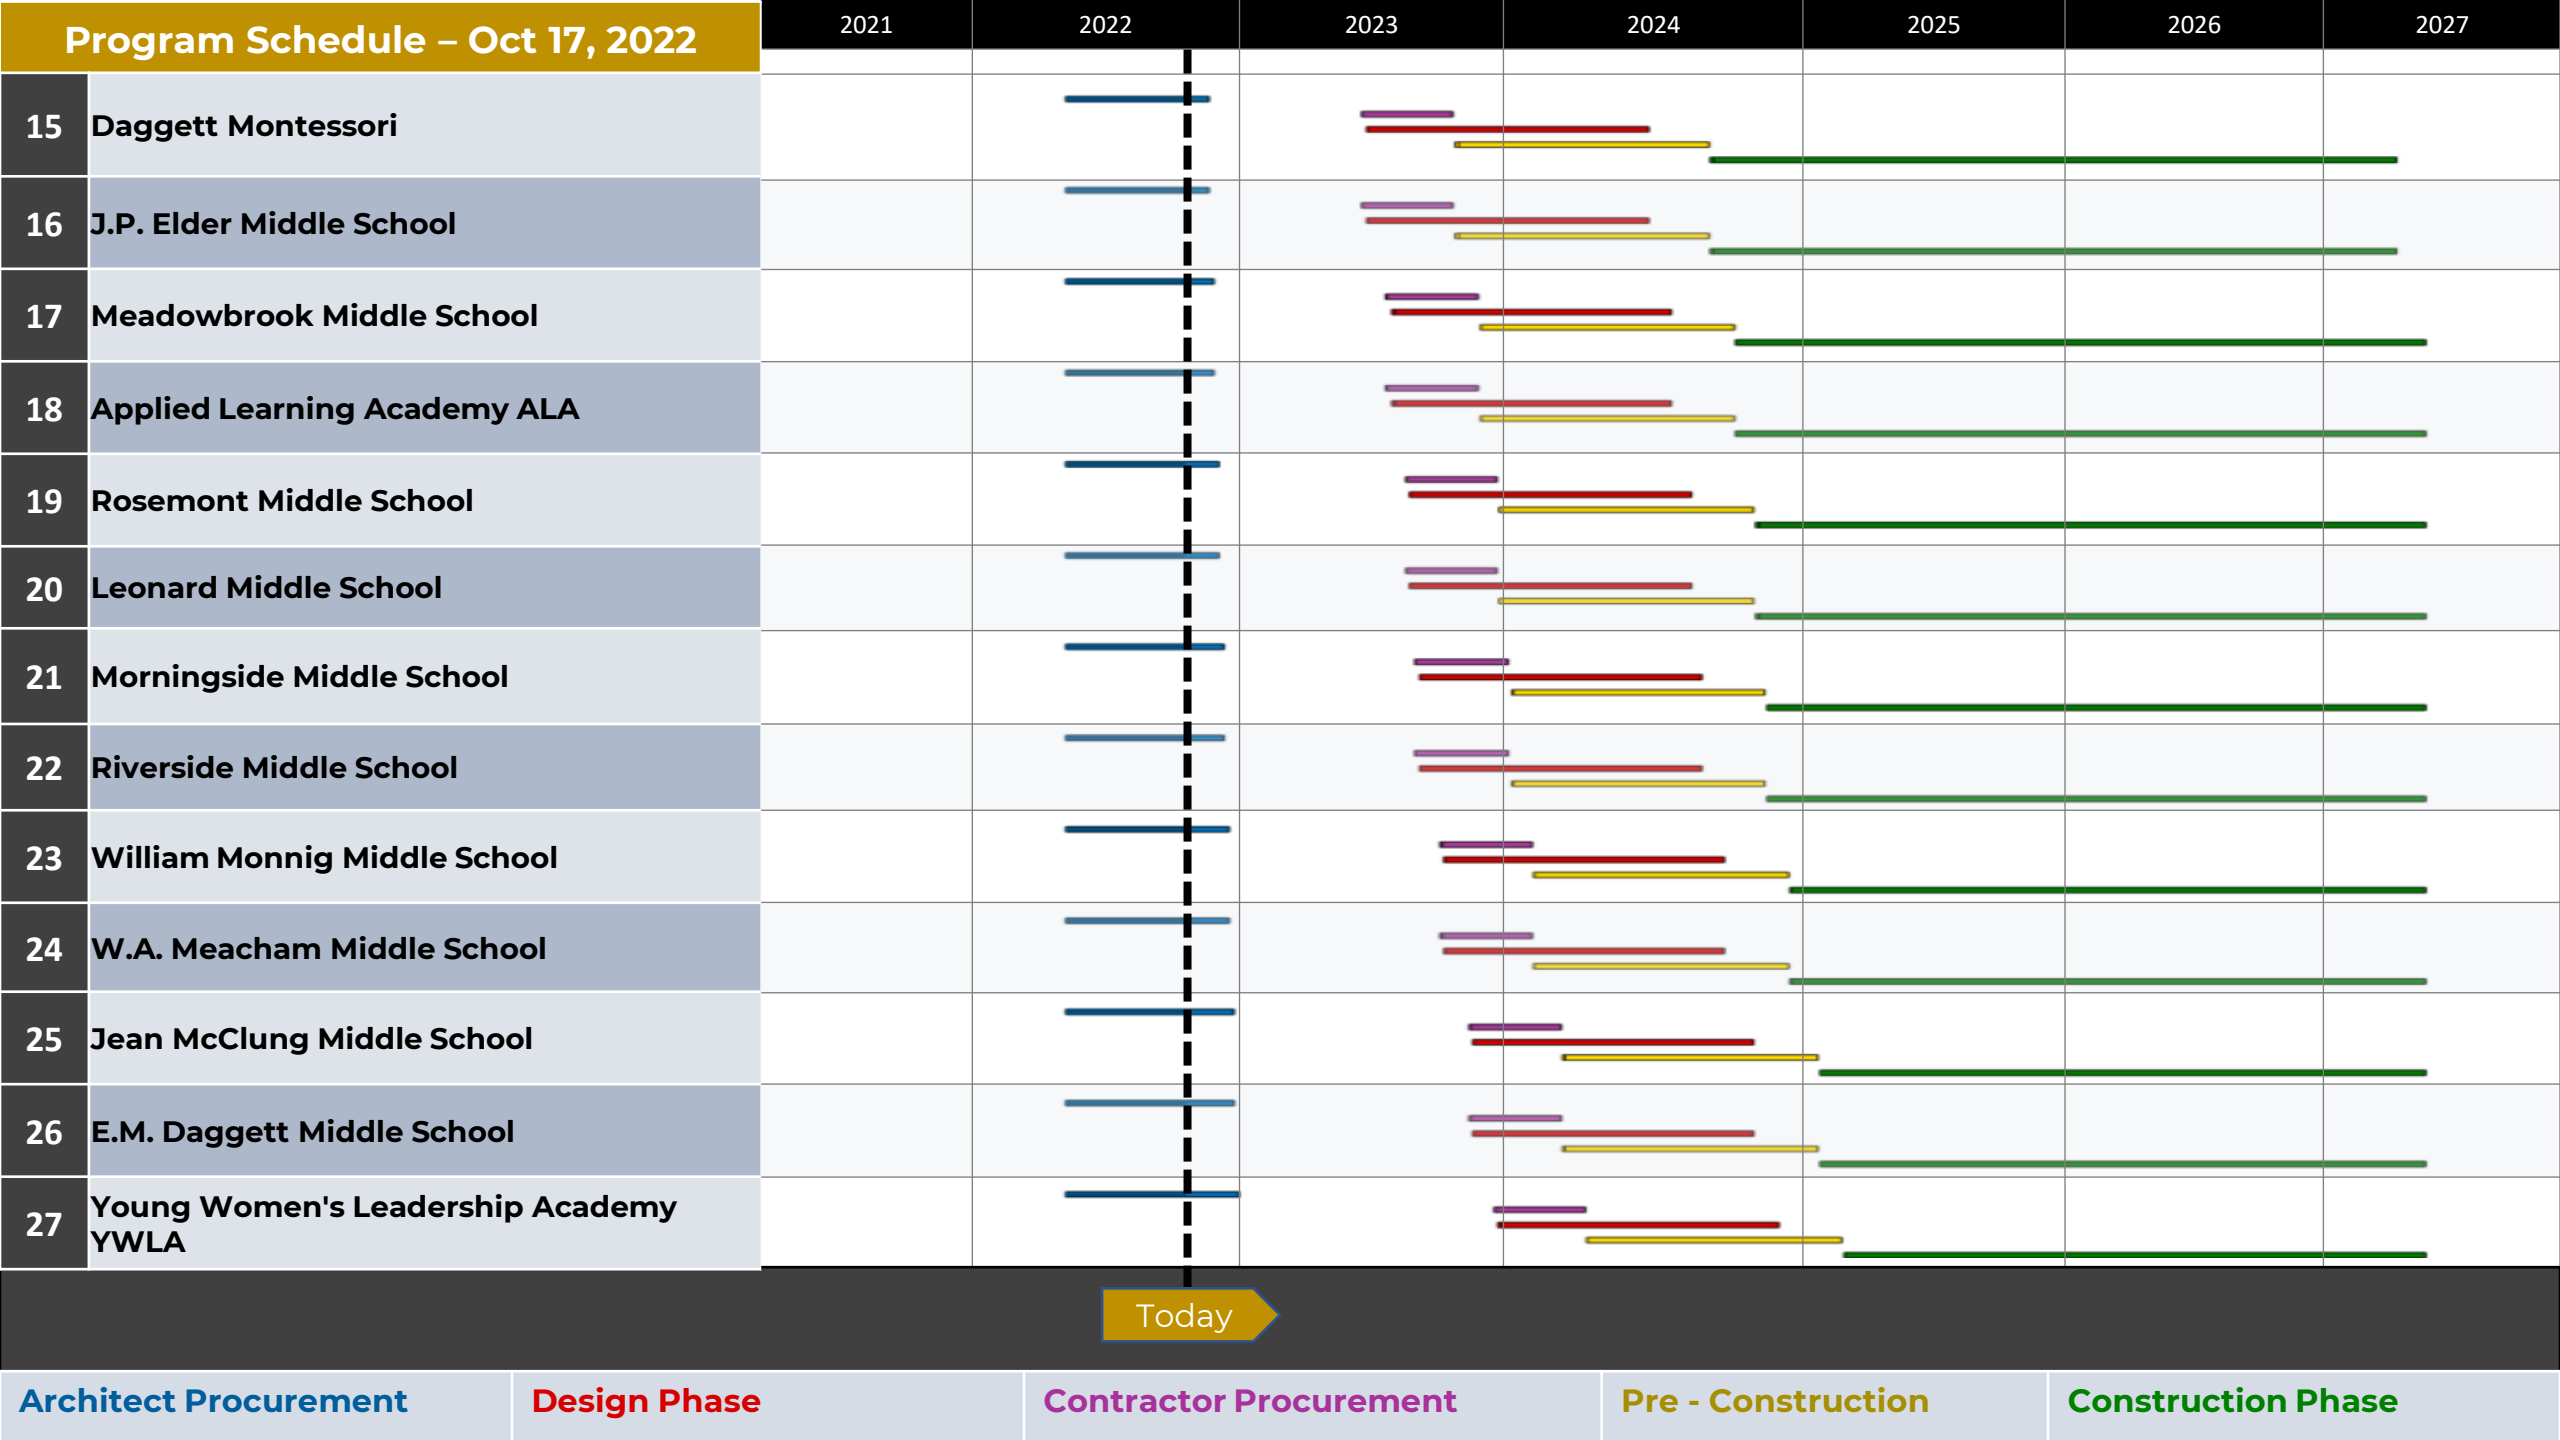 Program Schedule – Oct 17, 2022
2021 2022 2023 2024 2025 2026 2027
15 Daggett Montessori
16 J.P. Elder Middle School
17 Meadowbrook Middle School
18 Applied Learning Academy ALA
19 Rosemont Middle School
20 Leonard Middle School
21 Morningside Middle School
22 Riverside Middle School
23 William Monnig Middle School
24 W.A. Meacham Middle School
25 Jean McClung Middle School
26 E.M. Daggett Middle School
27 Young Women's Leadership Academy
YWLA
Today
Architect Procurement Design Phase Contractor Procurement Pre - Construction Construction Phase